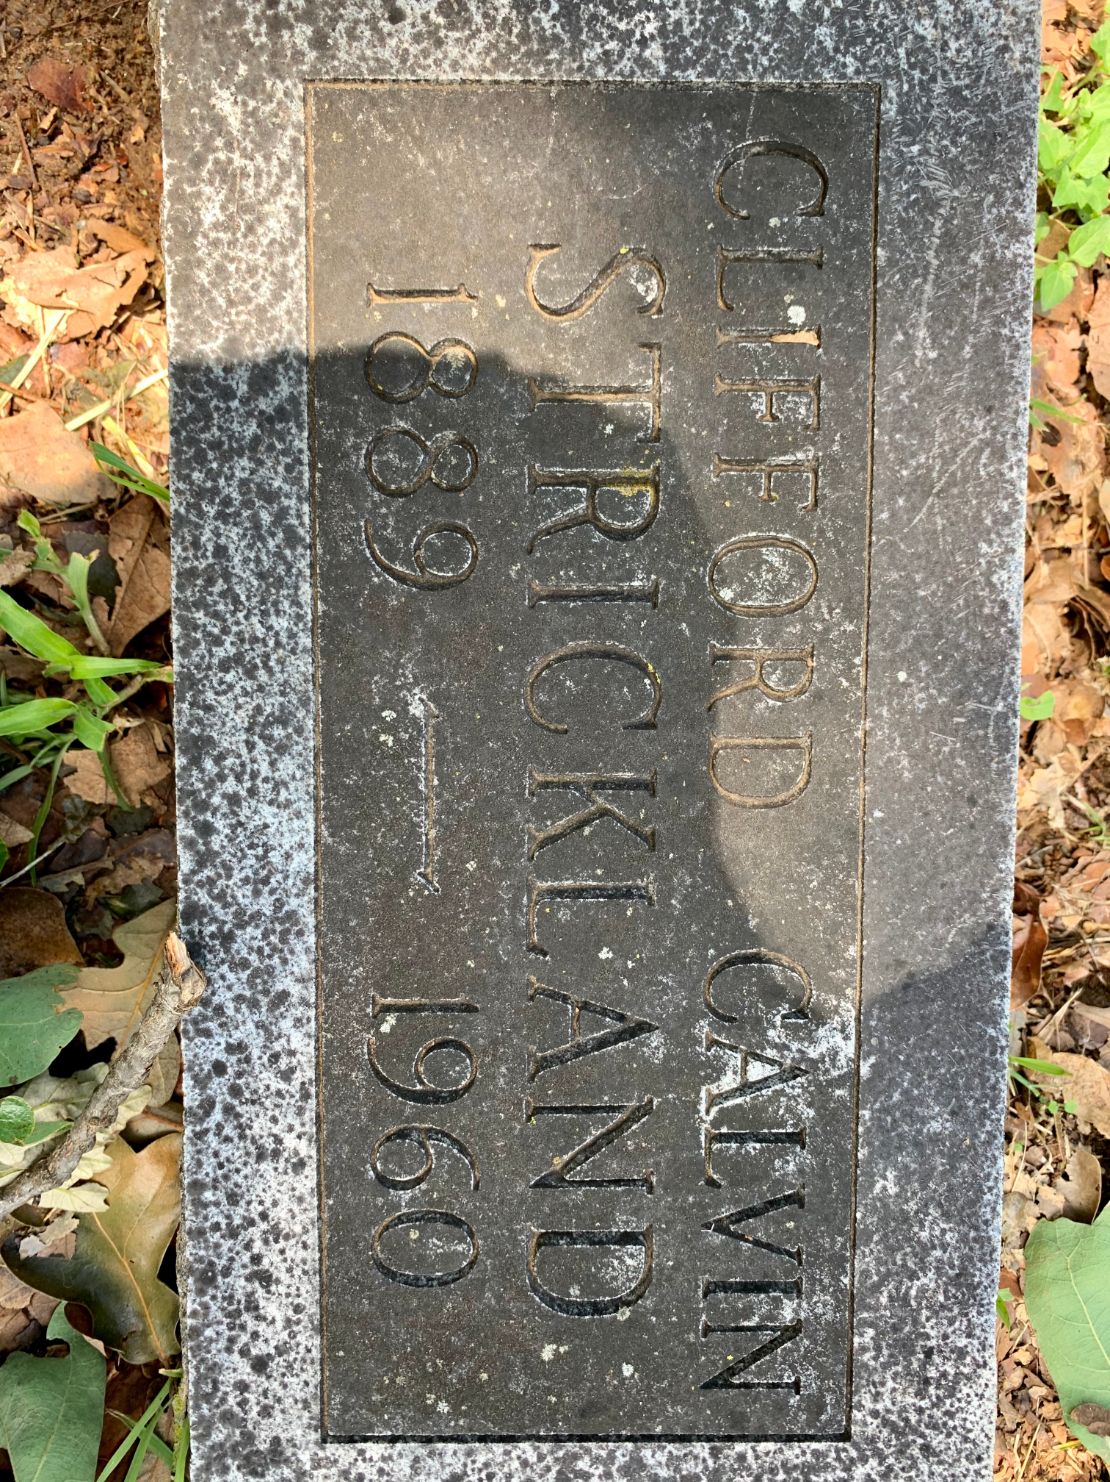 CLIFFORD CALVIN
STRICKLAND
1889 — 1960